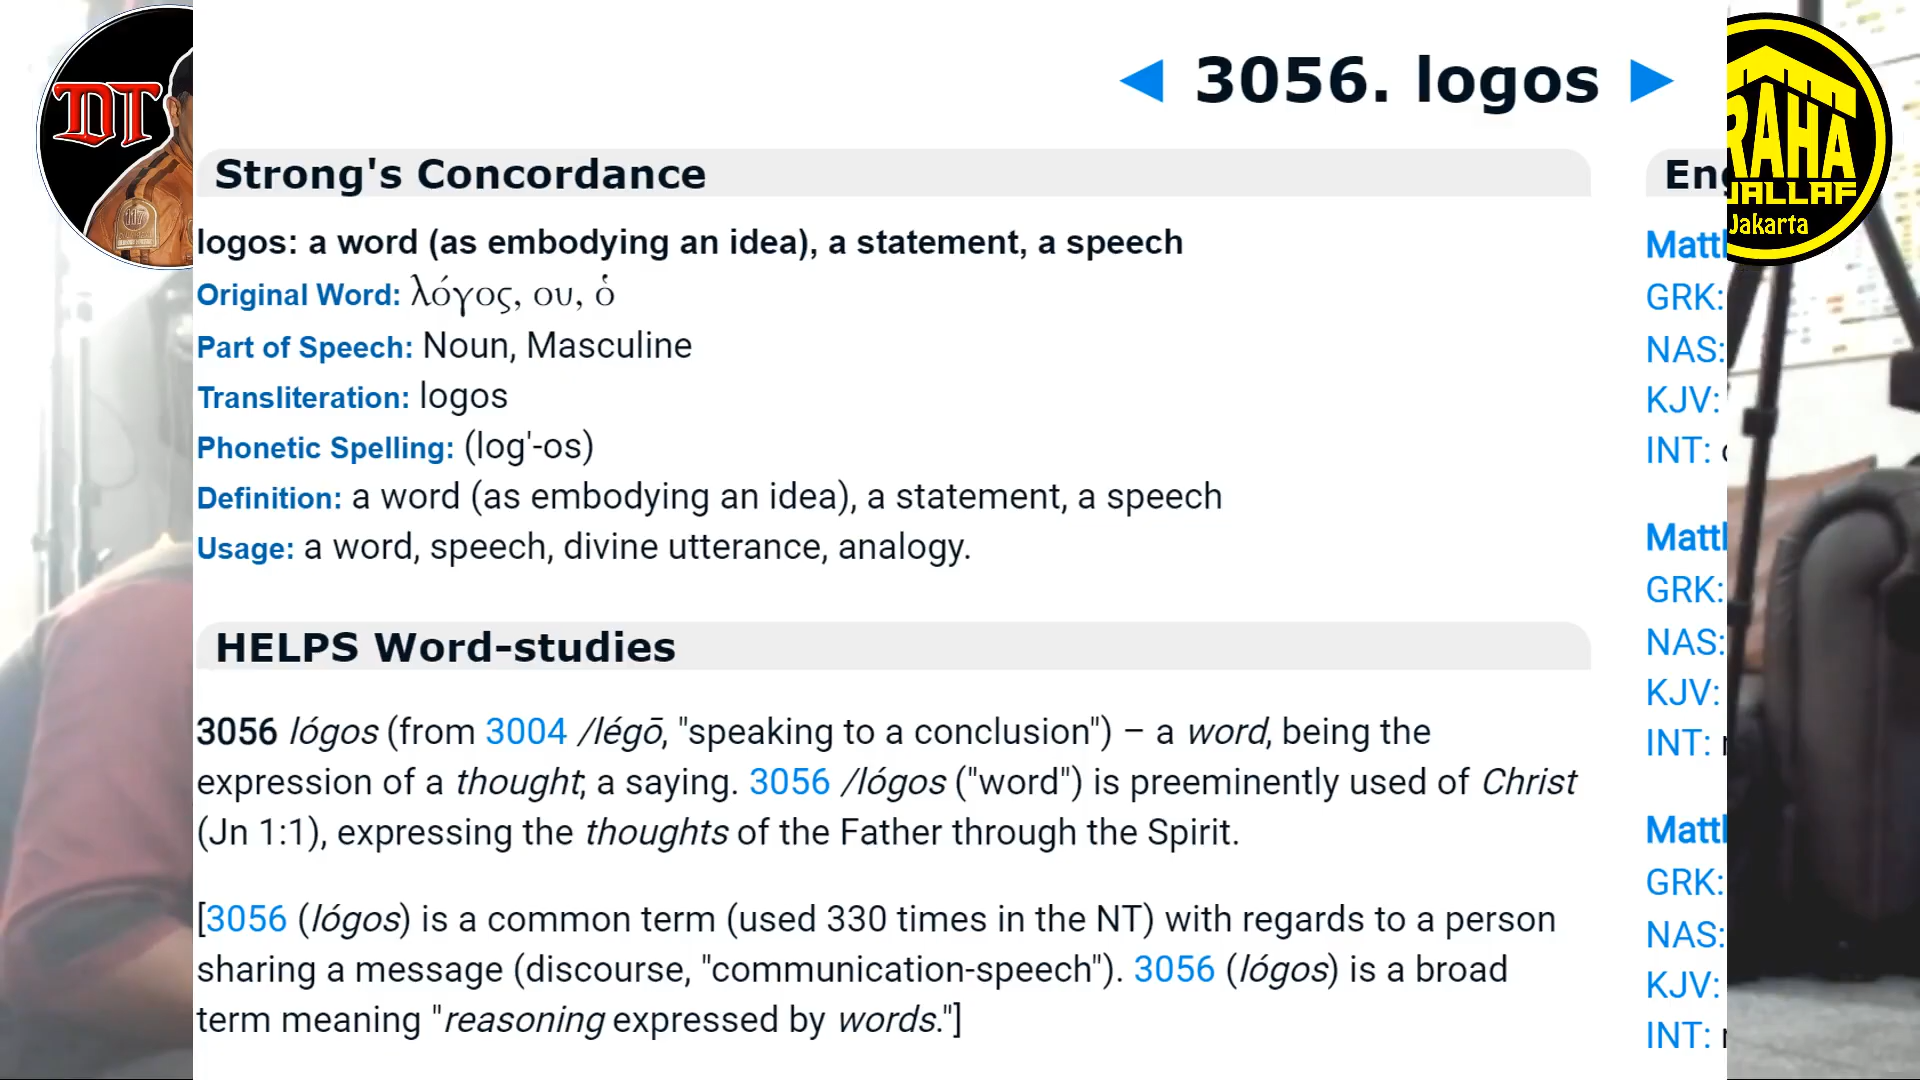 DT
117
3056. logos
Strong's Concordance
logos: a word (as embodying an idea), a statement, a speech
Original Word: λόγος, ου, ὁ
Part of Speech: Noun, Masculine
Transliteration: logos
Phonetic Spelling: (log'-os)
Definition: a word (as embodying an idea), a statement, a speech
Usage: a word, speech, divine utterance, analogy.
HELPS Word-studies
3056 lógos (from 3004 /légō, "speaking to a conclusion") – a word, being the
expression of a thought; a saying. 3056 /lógos ("word") is preeminently used of Christ
(Jn 1:1), expressing the thoughts of the Father through the Spirit.
[3056 (lógos) is a common term (used 330 times in the NT) with regards to a person
sharing a message (discourse, "communication-speech"). 3056 (lógos) is a broad
term meaning "reasoning expressed by words."]
GRK:
NAS:
KJV:
INT:
GRK:
NAS:
KJV:
INT:
GRK:
NAS:
KJV:
INT:
RAHA
ALLAF
Jakarta